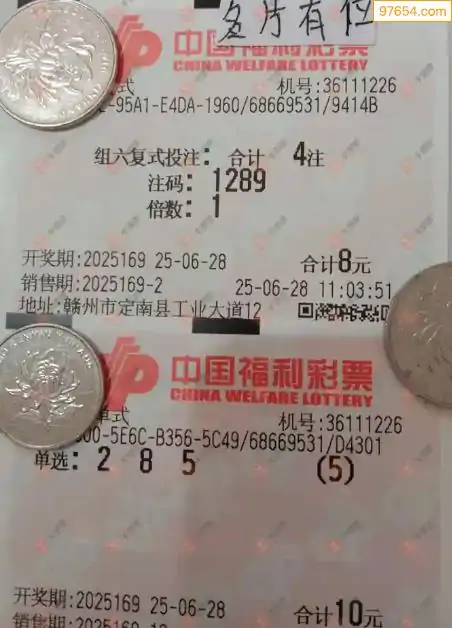 97654.com
多片有位
中国福利彩票
CHINA WELFARE LOTTERY
式 机号:36111226
-95A1-E4DA-1960/68669531/9414B
组六复式投注: 合计 4注
注码: 1289
倍数: 1
开奖期:2025169 25-06-28 合计8元
销售期:2025169-2 25-06-28 11:03:51
地址:赣州市定南县工业大道12
中国福利彩票
CHINA WELFARE LOTTERY
单式 机号:36111226
00-5E6C-B356-5C49/68669531/D4301
单选: 2 8 5 (5)
开奖期:2025169 25-06-28 合计10元